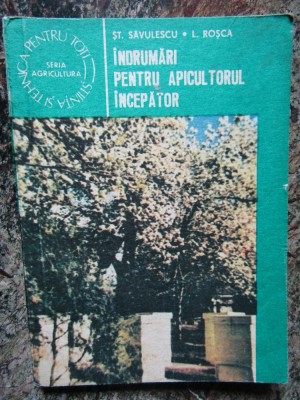 ȘTIINȚA ȘI TEHNICA PENTRU TOȚI
SERIA
AGRICULTURA
ȘT. SĂVULESCU • L. ROȘCA
ÎNDRUMĂRI
PENTRU APICULTORUL
ÎNCEPĂTOR